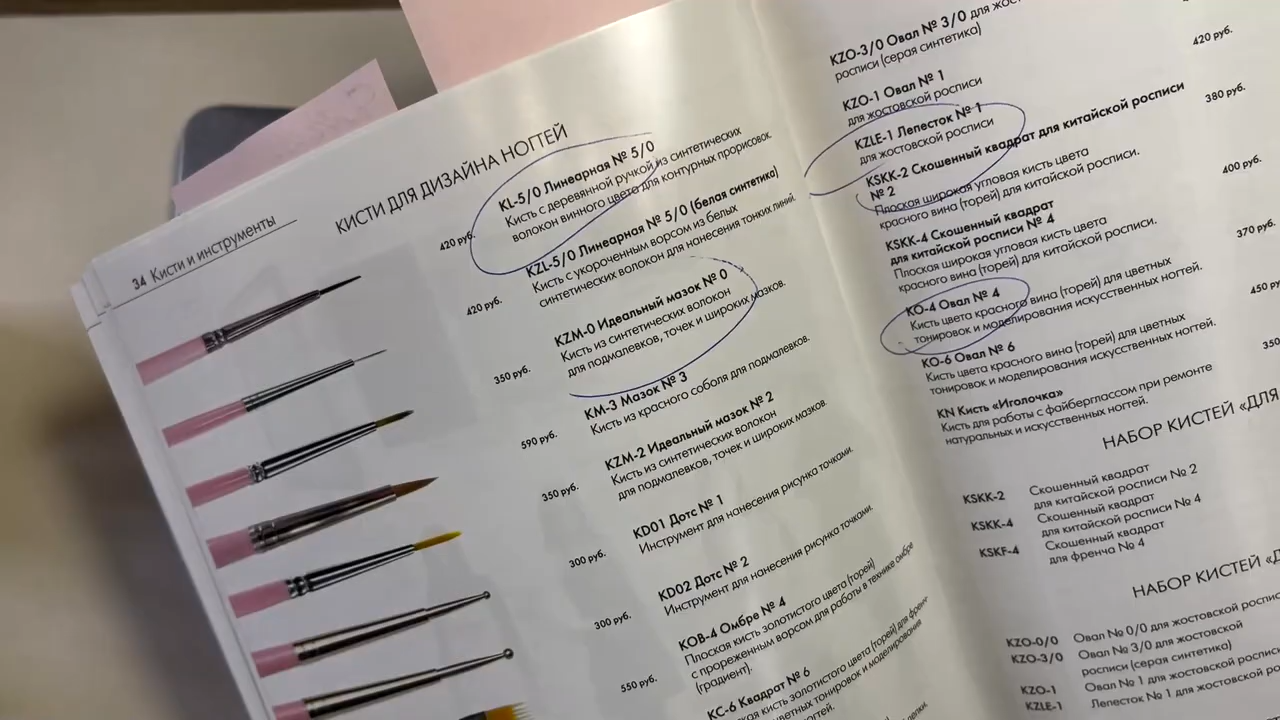 34 Кисти и инструменты
КИСТИ ДЛЯ ДИЗАЙНА НОГТЕЙ
420 руб.
KL-5/0 Линеарная № 5/0
Кисть с деревянной ручкой из синтетических
волокон винного цвета для контурных прорисовок.
420 руб.
KZL-5/0 Линеарная № 5/0 (белая синтетика)
Кисть с укороченным ворсом из белых
синтетических волокон для нанесения тонких линий.
350 руб.
KZM-0 Идеальный мазок № 0
Кисть из синтетических волокон
для подмалевков, точек и широких мазков.
590 руб.
KM-3 Мазок № 3
Кисть из красного соболя для подмалевков.
350 руб.
KZM-2 Идеальный мазок № 2
Кисть из синтетических волокон
для подмалевков, точек и широких мазков.
300 руб.
KD01 Дотс № 1
Инструмент для нанесения рисунка точками.
300 руб.
KD02 Дотс № 2
Инструмент для нанесения рисунка точками.
550 руб.
KOB-4 Омбре № 4
Плоская кисть золотистого цвета (торей)
с прореженным ворсом для работы в технике омбре
(градиент).
KC-6 Квадрат № 6
кисть золотистого цвета (торей) для
тонировок и моделирования
ногтей.
KZO-3/0 Овал № 3/0 для
росписи (серая синтетика)
420 руб.
KZO-1 Овал № 1
для жостовской росписи
380 руб.
KZLE-1 Лепесток № 1
для жостовской росписи
KSKK-2 Скошенный квадрат для китайской росписи
№ 2
Плоская широкая угловая кисть цвета
красного вина (торей) для китайской росписи.
400 руб.
KSKK-4 Скошенный квадрат
для китайской росписи № 4
Плоская широкая угловая кисть цвета
красного вина (торей) для китайской росписи.
370 руб.
KO-4 Овал № 4
Кисть цвета красного вина (торей) для цветных
тонировок и моделирования искусственных ногтей.
450
KO-6 Овал № 6
Кисть цвета красного вина (торей) для цветных
тонировок и моделирования искусственных ногтей.
350
KN Кисть «Иголочка»
Кисть для работы с файберглассом при ремонте
натуральных и искусственных ногтей.
НАБОР КИСТЕЙ «ДЛЯ
KSKK-2 Скошенный квадрат
для китайской росписи № 2
KSKK-4 Скошенный квадрат
для китайской росписи № 4
KSKF-4 Скошенный квадрат
для френча № 4
НАБОР КИСТЕЙ
KZO-0/0 Овал № 0/0 для жостовской
KZO-3/0 Овал № 3/0 для жостовской
росписи (серая синтетика)
KZO-1 Овал № 1 для жостовской
KZLE-1 Лепесток № 1 для жостовской